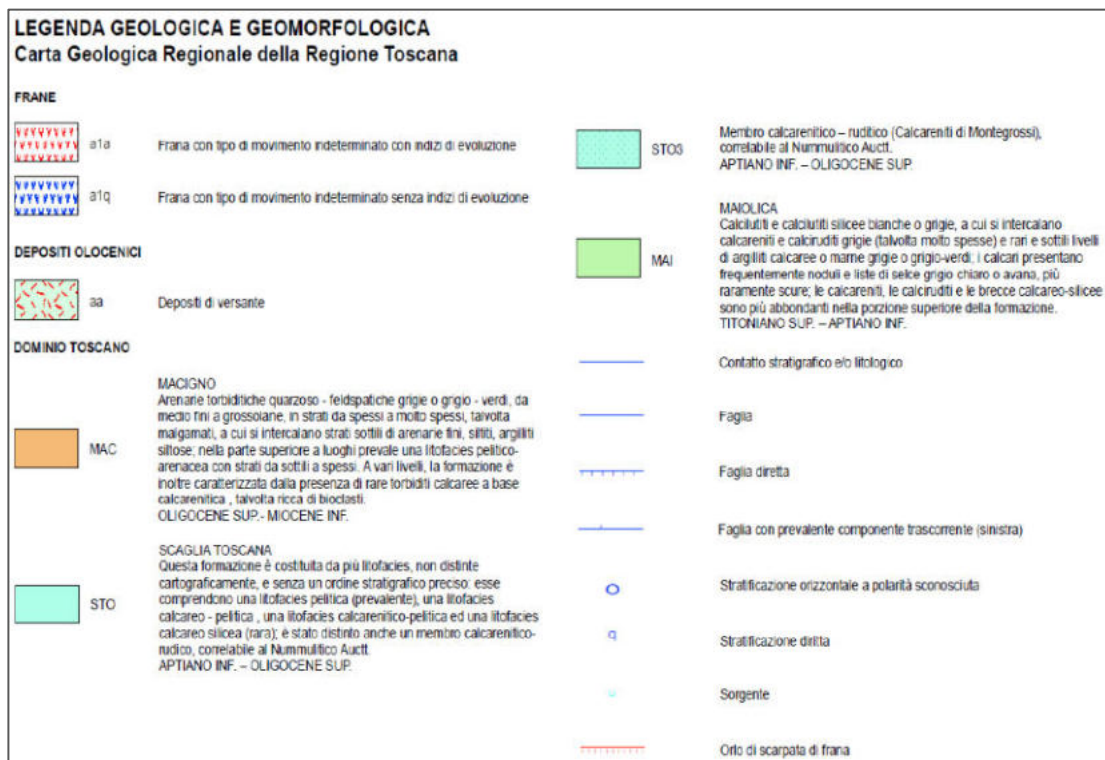 LEGENDA GEOLOGICA E GEOMORFOLOGICA
Carta Geologica Regionale della Regione Toscana
FRANE
a1a
Frana con tipo di movimento indeterminato con indizi di evoluzione
a1q
Frana con tipo di movimento indeterminato senza indizi di evoluzione
DEPOSITI OLOCENICI
aa
Depositi di versante
DOMINIO TOSCANO
MACIGNO
Arenarie torbiditiche quarzoso - feldspatiche grigie o grigio - verdi, da
medio fini a grossolane, in strati da spessi a molto spessi, talvolta
malgamati, a cui si intercalano strati sottili di arenarie fini, siltiti, argilliti
siltose; nella parte superiore a luoghi prevale una litofacies pelitico-
arenacea con strati da sottili a spessi. A vari livelli, la formazione è
inoltre caratterizzata dalla presenza di rare torbiditi calcaree a base
calcarenitica , talvolta ricca di bioclasti.
OLIGOCENE SUP.- MIOCENE INF.
MAC
SCAGLIA TOSCANA
Questa formazione è costituita da più litofacies, non distinte
cartograficamente, e senza un ordine stratigrafico preciso: esse
comprendono una litofacies pelitica (prevalente), una litofacies
calcareo - pelitica , una litofacies calcarenitico-pelitica ed una litofacies
calcareo silicea (rara); è stato distinto anche un membro calcarenitico-
rudico, correlabile al Nummulitico Auctt.
APTIANO INF. – OLIGOCENE SUP.
STO
Membro calcarenitico – ruditico (Calcareniti di Montegrossi),
correlabile al Nummulitico Auctt.
APTIANO INF. – OLIGOCENE SUP.
STO3
MAIOLICA
Calcilutiti e calcilutiti silicee bianche o grigie, a cui si intercalano
calcareniti e calciruditi grigie (talvolta molto spesse) e rari e sottili livelli
di argilliti calcaree o marne grigie o grigio-verdi; i calcari presentano
frequentemente noduli e liste di selce grigio chiaro o avana, più
raramente scure; le calcareniti, le calciruditi e le brecce calcareo-silicee
sono più abbondanti nella porzione superiore della formazione.
TITONIANO SUP. – APTIANO INF.
MAI
Contatto stratigrafico e/o litologico
Faglia
Faglia diretta
Faglia con prevalente componente trascorrente (sinistra)
Stratificazione orizzontale a polarità sconosciuta
Stratificazione diritta
Sorgente
Orlo di scarpata di frana